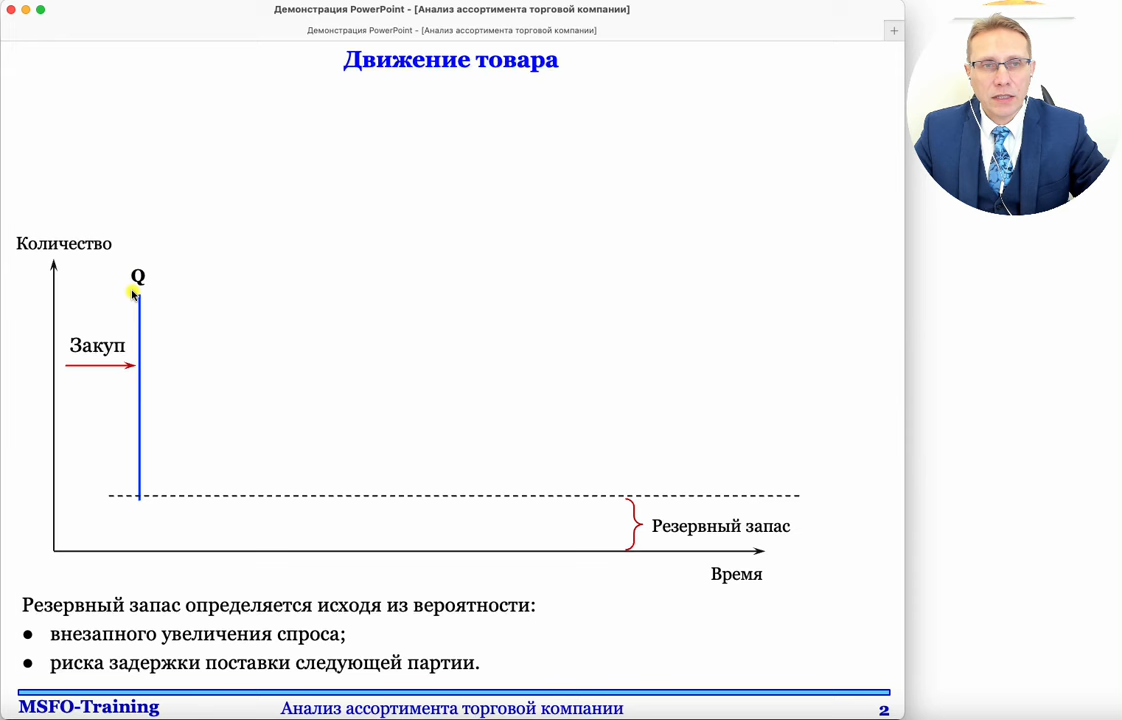 Демонстрация PowerPoint - [Анализ ассортимента торговой компании]
Демонстрация PowerPoint - [Анализ ассортимента торговой компании]
+
Движение товара
Количество
Q
Закуп
Резервный запас
Время
Резервный запас определяется исходя из вероятности:
● внезапного увеличения спроса;
● риска задержки поставки следующей партии.
MSFO-Training Анализ ассортимента торговой компании 2